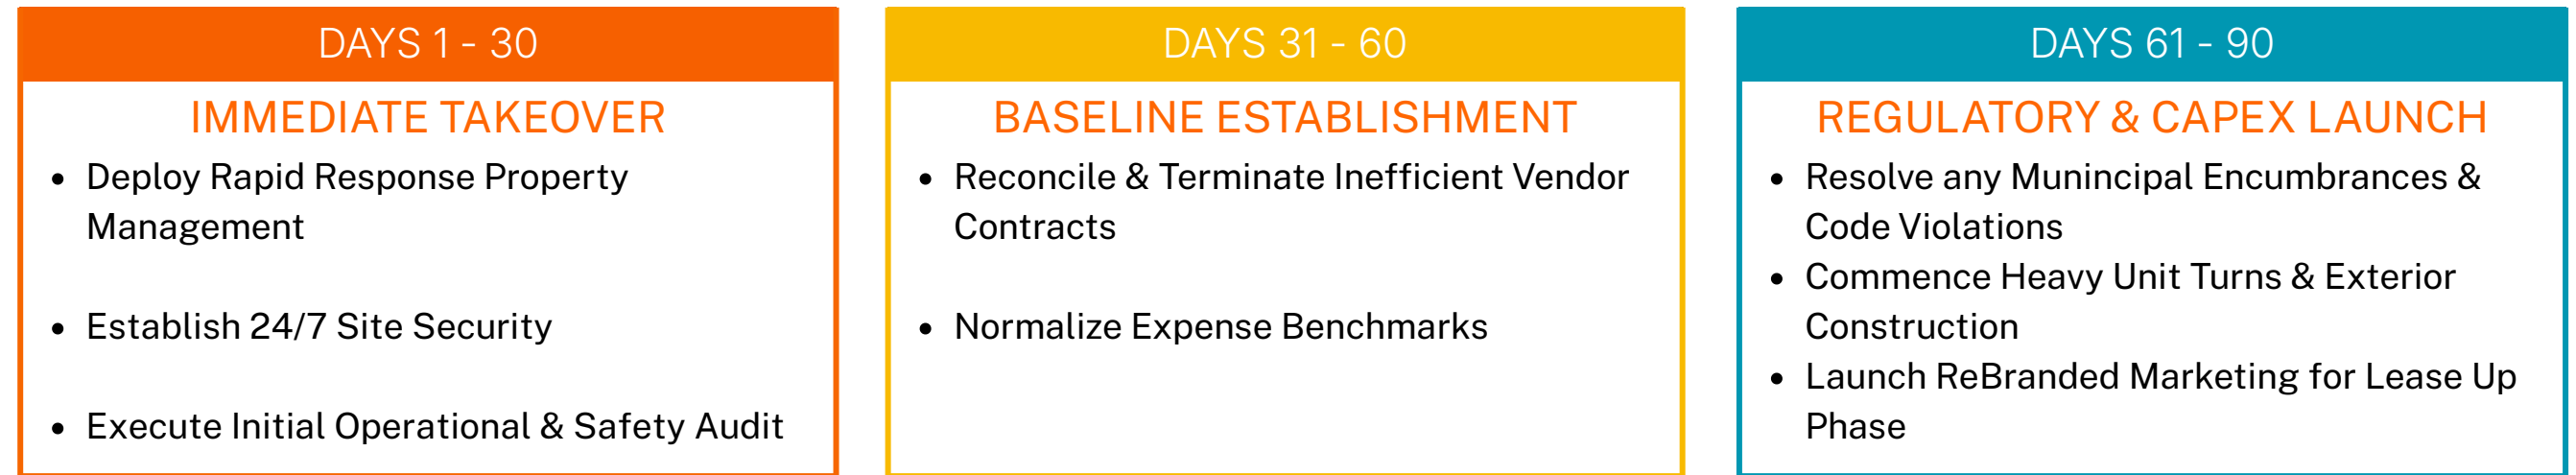 DAYS 1 - 30
IMMEDIATE TAKEOVER
• Deploy Rapid Response Property
Management
• Establish 24/7 Site Security
• Execute Initial Operational & Safety Audit
DAYS 31 - 60
BASELINE ESTABLISHMENT
• Reconcile & Terminate Inefficient Vendor
Contracts
• Normalize Expense Benchmarks
DAYS 61 - 90
REGULATORY & CAPEX LAUNCH
• Resolve any Munincipal Encumbrances &
Code Violations
• Commence Heavy Unit Turns & Exterior
Construction
• Launch ReBranded Marketing for Lease Up
Phase